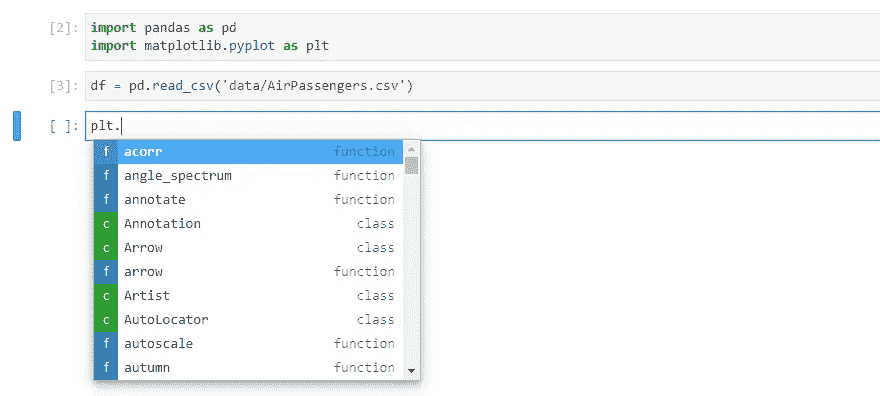 [2]: import pandas as pd
import matplotlib.pyplot as plt
[3]: df = pd.read_csv('data/AirPassengers.csv')
[ ]: plt.
f acorr function
f angle_spectrum function
f annotate function
c Annotation class
c Arrow class
f arrow function
c Artist class
c AutoLocator class
f autoscale function
f autumn function